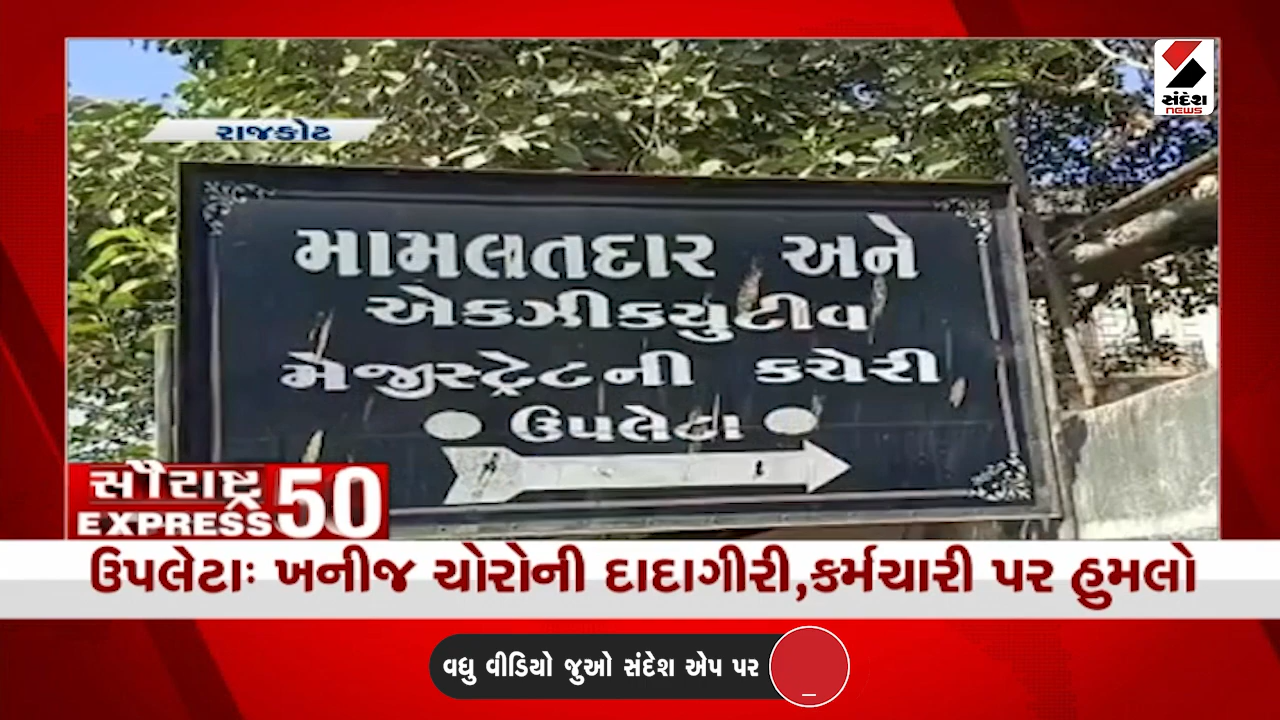 સંદેશ
NEWS
રાજકોટ
મામલતદાર અને
એકઝીકયુટીવ
મેજીસ્ટ્રેટની કચેરી
ઉપલેટા
સૌરાષ્ટ્ર
EXPRESS 50
ઉપલેટાઃ ખનીજ ચોરોની દાદાગીરી,કર્મચારી પર હુમલો
વધુ વીડિયો જુઓ સંદેશ એપ પર